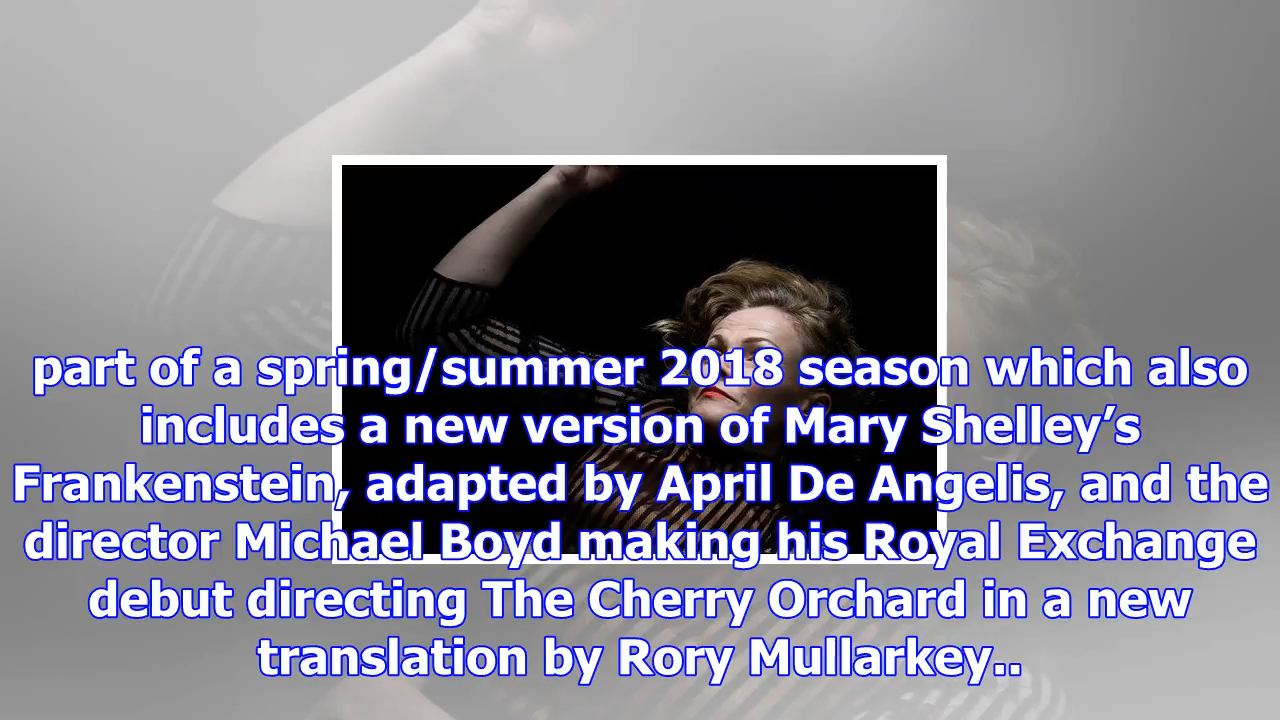 part of a spring/summer 2018 season which also
includes a new version of Mary Shelley’s
Frankenstein, adapted by April De Angelis, and the
director Michael Boyd making his Royal Exchange
debut directing The Cherry Orchard in a new
translation by Rory Mullarkey..